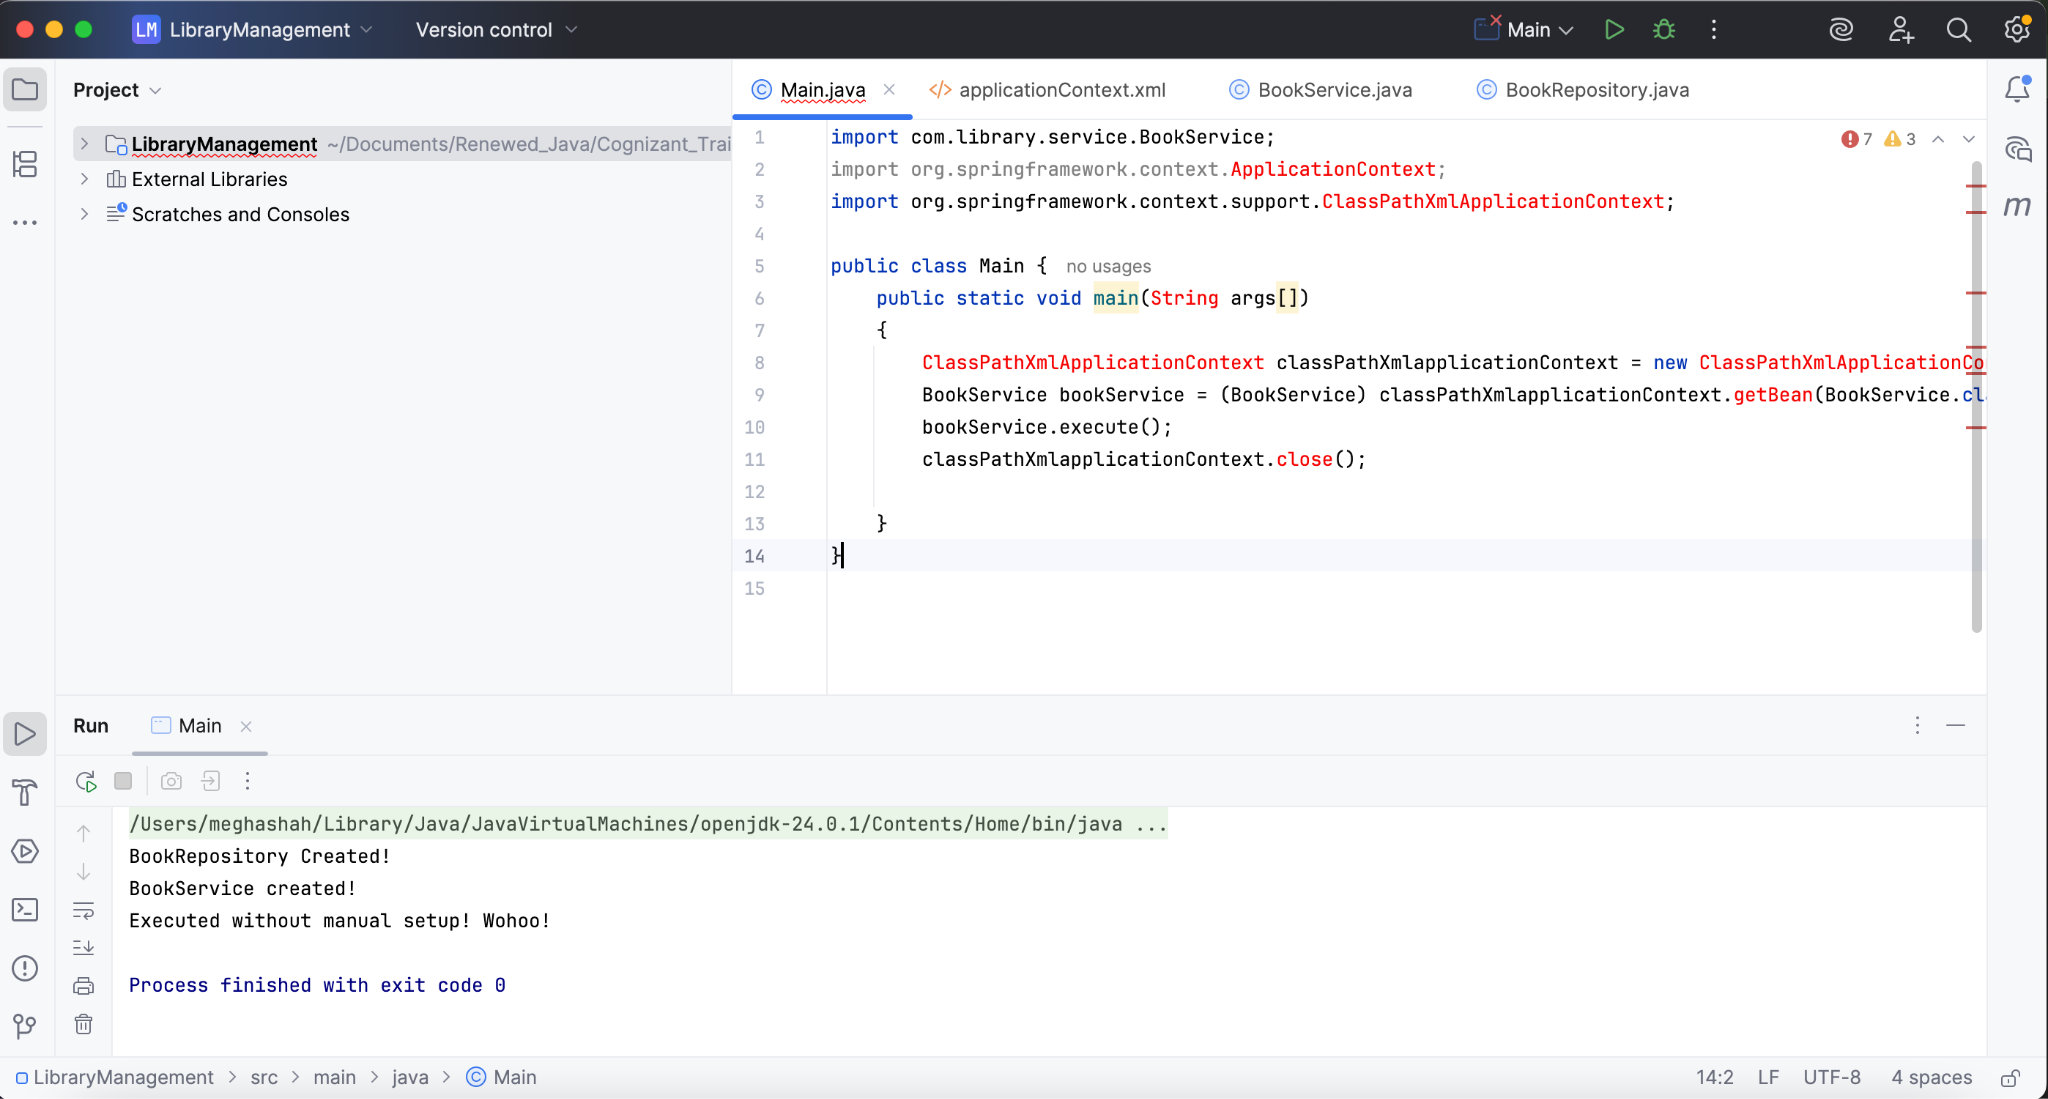 LM LibraryManagement Version control Main
Project
LibraryManagement ~/Documents/Renewed_Java/Cognizant_Trai
External Libraries
Scratches and Consoles
Main.java applicationContext.xml BookService.java BookRepository.java
7 3
1 import com.library.service.BookService;
2 import org.springframework.context.ApplicationContext;
3 import org.springframework.context.support.ClassPathXmlApplicationContext;
4
5 public class Main { no usages
6 public static void main(String args[])
7 {
8 ClassPathXmlApplicationContext classPathXmlapplicationContext = new ClassPathXmlApplicationCo
9 BookService bookService = (BookService) classPathXmlapplicationContext.getBean(BookService.cl
10 bookService.execute();
11 classPathXmlapplicationContext.close();
12
13 }
14 }
15
m
Run Main
/Users/meghashah/Library/Java/JavaVirtualMachines/openjdk-24.0.1/Contents/Home/bin/java ...
BookRepository Created!
BookService created!
Executed without manual setup! Wohoo!
Process finished with exit code 0
LibraryManagement > src > main > java > Main 14:2 LF UTF-8 4 spaces